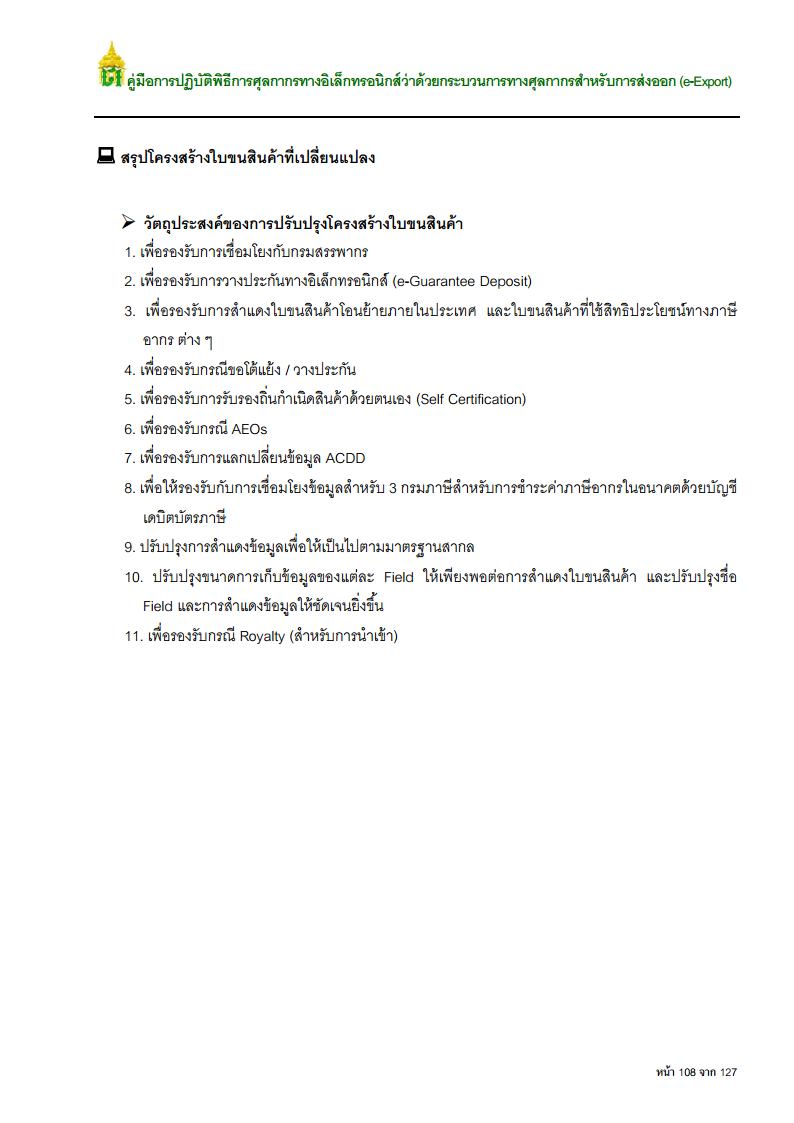 คู่มือการปฏิบัติพิธีการศุลกากรทางอิเล็กทรอนิกส์ว่าด้วยกระบวนการทางศุลกากรสำหรับการส่งออก (e-Export)
สรุปโครงสร้างใบขนสินค้าที่เปลี่ยนแปลง
➢ วัตถุประสงค์ของการปรับปรุงโครงสร้างใบขนสินค้า
1. เพื่อรองรับการเชื่อมโยงกับกรมสรรพากร
2. เพื่อรองรับการวางประกันทางอิเล็กทรอนิกส์ (e-Guarantee Deposit)
3. เพื่อรองรับการสำแดงใบขนสินค้าโอนย้ายภายในประเทศ และใบขนสินค้าที่ใช้สิทธิประโยชน์ทางภาษี
อากร ต่าง ๆ
4. เพื่อรองรับกรณีขอโต้แย้ง / วางประกัน
5. เพื่อรองรับการรับรองถิ่นกำเนิดสินค้าด้วยตนเอง (Self Certification)
6. เพื่อรองรับกรณี AEOs
7. เพื่อรองรับการแลกเปลี่ยนข้อมูล ACDD
8. เพื่อให้รองรับกับการเชื่อมโยงข้อมูลสำหรับ 3 กรมภาษีสำหรับการชำระค่าภาษีอากรในอนาคตด้วยบัญชี
เดบิตบัตรภาษี
9. ปรับปรุงการสำแดงข้อมูลเพื่อให้เป็นไปตามมาตรฐานสากล
10. ปรับปรุงขนาดการเก็บข้อมูลของแต่ละ Field ให้เพียงพอต่อการสำแดงใบขนสินค้า และปรับปรุงชื่อ
Field และการสำแดงข้อมูลให้ชัดเจนยิ่งขึ้น
11. เพื่อรองรับกรณี Royalty (สำหรับการนำเข้า)
หน้า 108 จาก 127